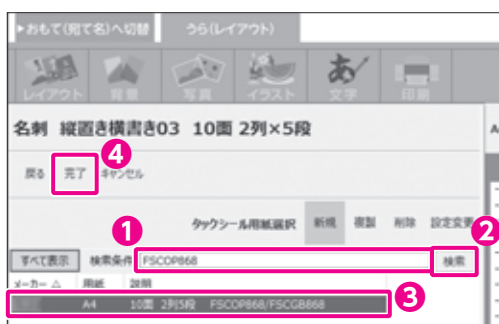 ▸おもて(宛て名)へ切替 うら(レイアウト)
レイアウト 背景 写真 イラスト 文字 印刷
名刺 縦置き横書き03 10面 2列×5段
4
戻る 完了 キャンセル
タックシール用紙選択 新規 複製 削除 設定変更
1
2
すべて表示 検索条件 FSCOP868 検索
メーカー △ 用紙 説明
A4 10面 2列5段 FSCOP868/FSCGB868
3